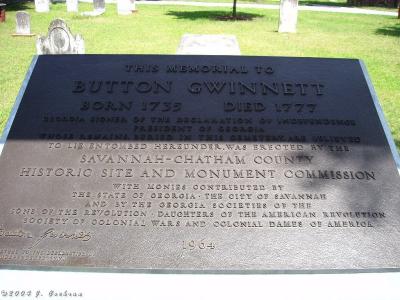 THIS MEMORIAL TO
BUTTON GWINNETT
BORN 1735 DIED 1777
GEORGIA SIGNER OF THE DECLARATION OF INDEPENDENCE
PRESIDENT OF GEORGIA
WHOSE REMAINS, BURIED IN THIS CEMETERY, ARE BELIEVED
TO LIE ENTOMBED HEREUNDER, WAS ERECTED BY THE
SAVANNAH-CHATHAM COUNTY
HISTORIC SITE AND MONUMENT COMMISSION
WITH MONIES CONTRIBUTED BY
THE STATE OF GEORGIA · THE CITY OF SAVANNAH
AND BY THE GEORGIA SOCIETIES OF THE
SONS OF THE REVOLUTION · DAUGHTERS OF THE AMERICAN REVOLUTION
SOCIETY OF COLONIAL WARS AND COLONIAL DAMES OF AMERICA
1964
Button Gwinnett
©2004 J.